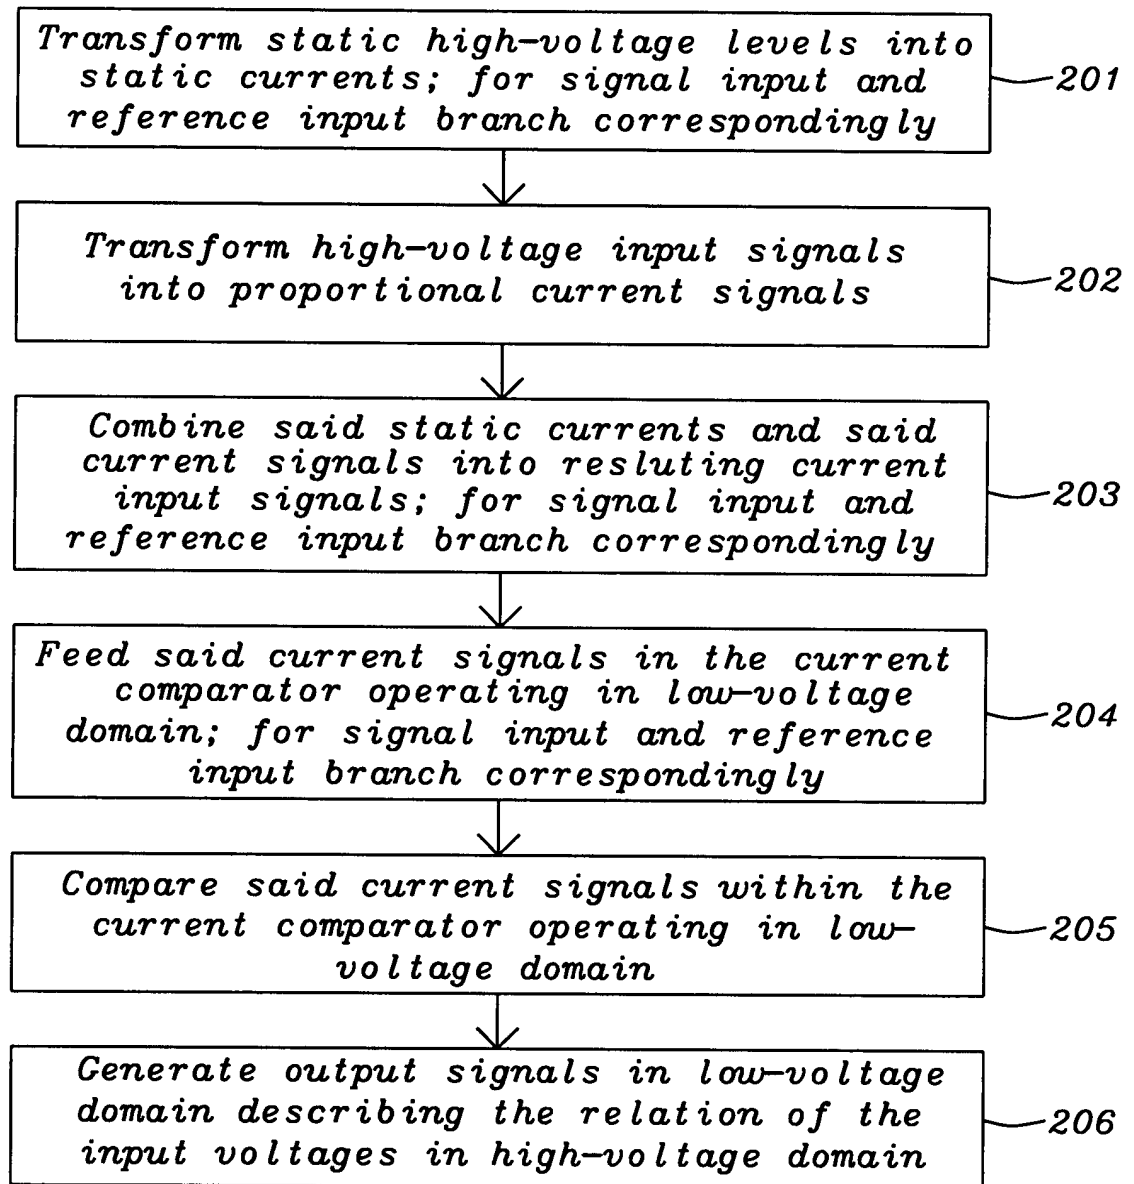 Transform static high-voltage levels into
static currents; for signal input and
reference input branch correspondingly
201
Transform high-voltage input signals
into proportional current signals
202
Combine said static currents and said
current signals into resluting current
input signals; for signal input and
reference input branch correspondingly
203
Feed said current signals in the current
comparator operating in low-voltage
domain; for signal input and reference
input branch correspondingly
204
Compare said current signals within the
current comparator operating in low-
voltage domain
205
Generate output signals in low-voltage
domain describing the relation of the
input voltages in high-voltage domain
206